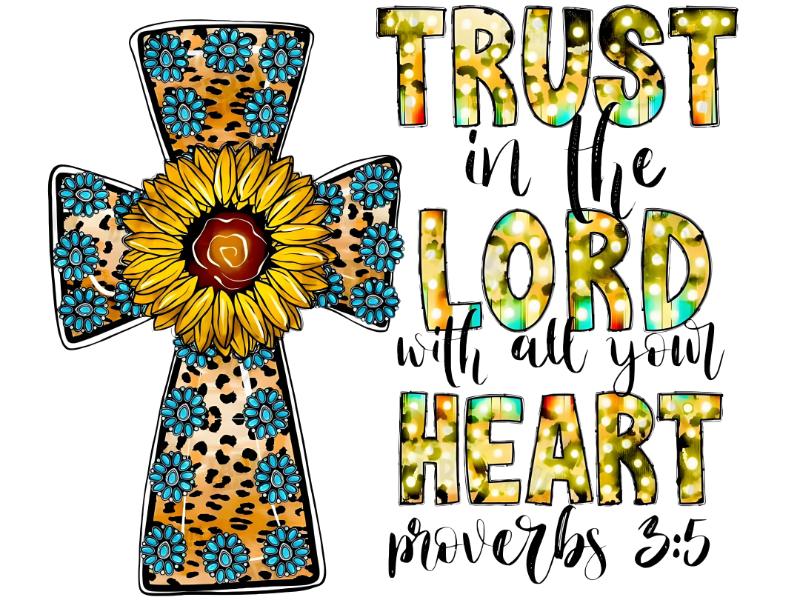 TRUST
in the
LORD
with all your
HEART
proverbs 3:5